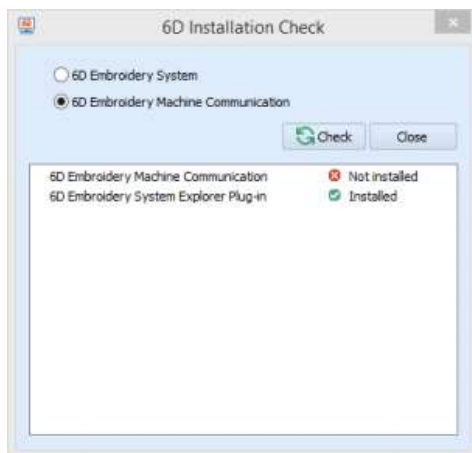 6D Installation Check
6D Embroidery System
6D Embroidery Machine Communication
Check Close
6D Embroidery Machine Communication Not installed
6D Embroidery System Explorer Plug-in Installed